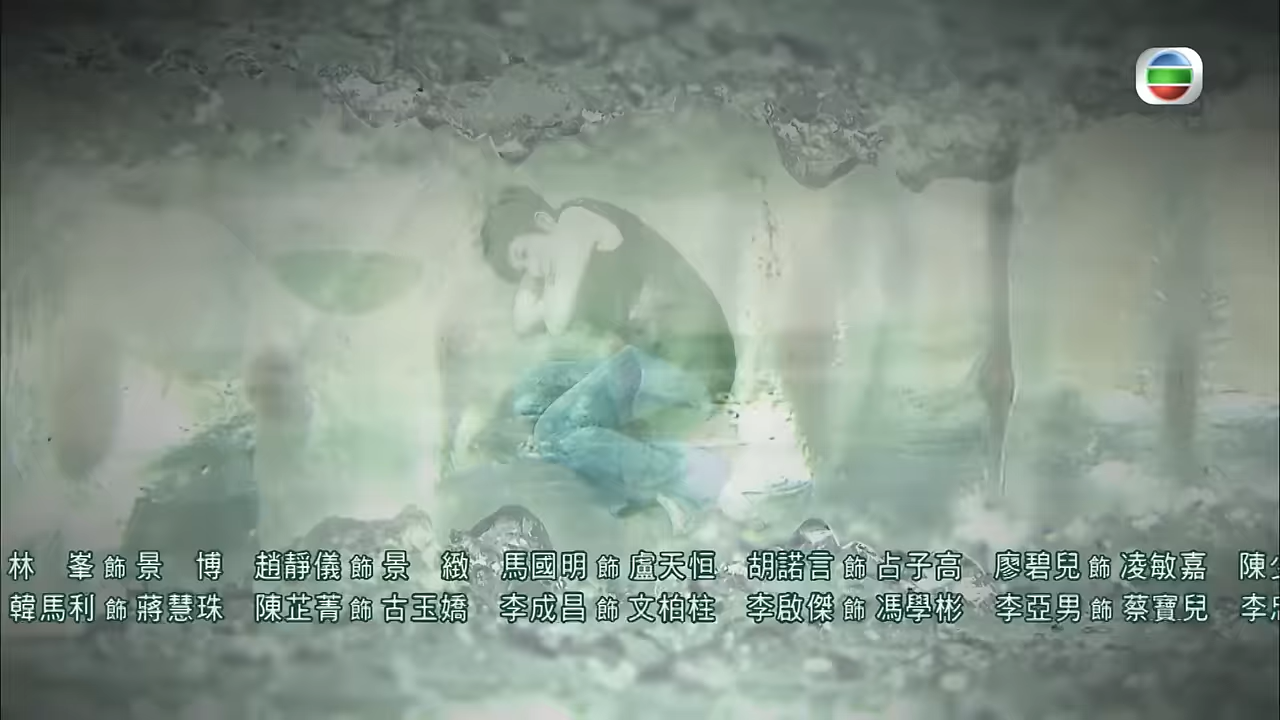 林　峯 飾 景　博　趙靜儀 飾 景　緻　馬國明 飾 盧天恒　胡諾言 飾 占子高　廖碧兒 飾 凌敏嘉　陳
韓馬利 飾 蔣慧珠　陳芷菁 飾 古玉嬌　李成昌 飾 文柏柱　李啟傑 飾 馮學彬　李亞男 飾 蔡寶兒　李